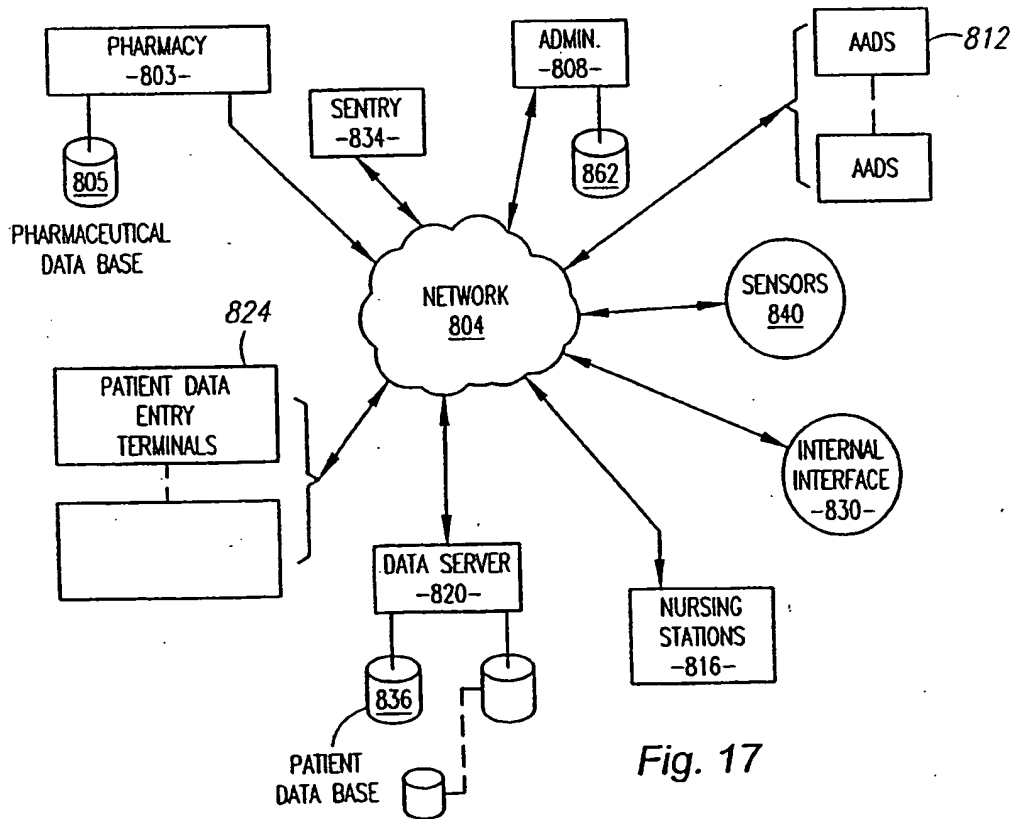 PHARMACY
-803-
ADMIN.
-808-
AADS
812
SENTRY
-834-
805
862
AADS
PHARMACEUTICAL
DATA BASE
NETWORK
804
SENSORS
840
824
PATIENT DATA
ENTRY
TERMINALS
INTERNAL
INTERFACE
-830-
DATA SERVER
-820-
NURSING
STATIONS
-816-
836
PATIENT
DATA BASE
Fig. 17